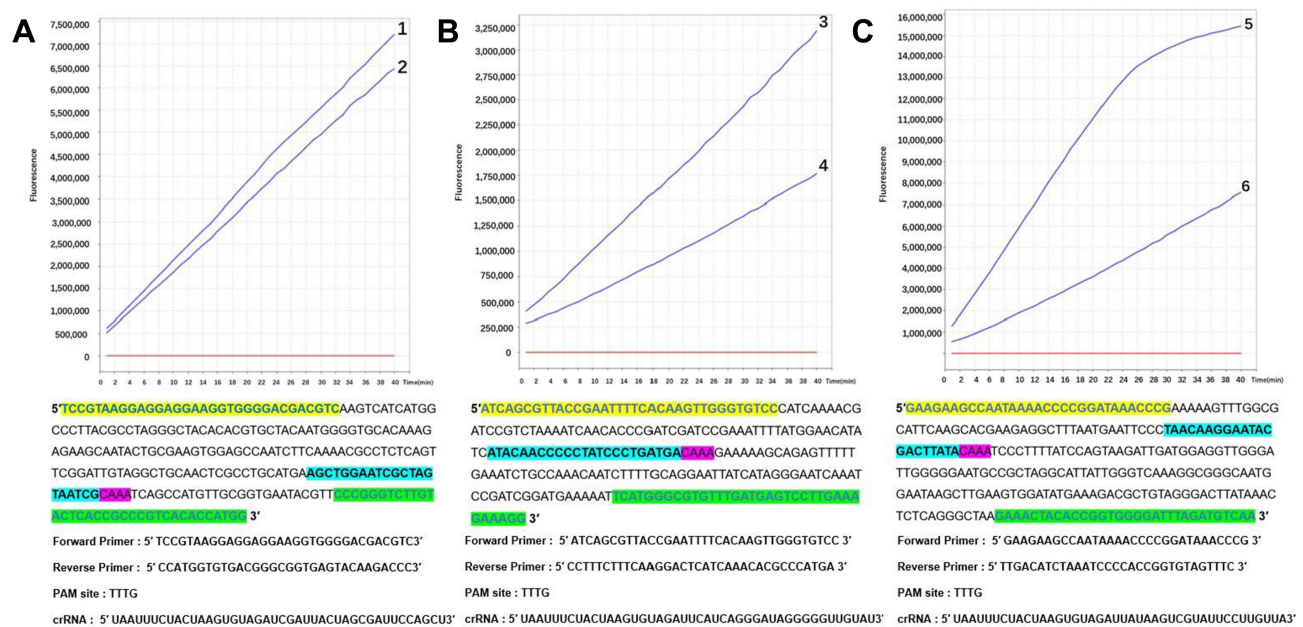 A
Fluorescence
7,500,000
7,000,000
6,500,000
6,000,000
5,500,000
5,000,000
4,500,000
4,000,000
3,500,000
3,000,000
2,500,000
2,000,000
1,500,000
1,000,000
500,000
0
1
2
0 2 4 6 8 10 12 14 16 18 20 22 24 26 28 30 32 34 36 38 40 Time(min)
5′TCCGTAAGGAGGAGGAAGGTGGGGACGACGTCAAGTCATCATGG
CCCTTACGCCTAGGGCTACACACGTGCTACAATGGGGTGCACAAAG
AGAAGCAATACTGCGAAGTGGAGCCAATCTTCAAAACGCCTCTCAGT
TCGGATTGTAGGCTGCAACTCGCCTGCATGAAGCTGGAATCGCTAG
TAATCGCAAATCAGCCATGTTGCGGTGAATACGTTCCCGGGTCTTGT
ACTCACCGCCCGTCACACCATGG 3′
Forward Primer : 5′ TCCGTAAGGAGGAGGAAGGTGGGGACGACGTC3′
Reverse Primer : 5′ CCATGGTGTGACGGGCGGTGAGTACAAGACCC3′
PAM site : TTTG
crRNA : 5′ UAAUUUCUACUAAGUGUAGAUCGAUUACUAGCGAUUCCAGCU3′
B
Fluorescence
3,250,000
3,000,000
2,750,000
2,500,000
2,250,000
2,000,000
1,750,000
1,500,000
1,250,000
1,000,000
750,000
500,000
250,000
0
3
4
0 2 4 6 8 10 12 14 16 18 20 22 24 26 28 30 32 34 36 38 40 Time(min)
5′ATCAGCGTTACCGAATTTTCACAAGTTGGGTGTCCCATCAAAACG
ATCCGTCTAAAATCAACACCCGATCGATCCGAAATTTATGGAACATA
TCATACAACCCCCTATCCCTGATGACAAAGAAAAAGCAGAGTTTTT
GAAATCTGCCAAACAATCTTTTGCAGGAATTATCATAGGGAATCAAAT
CCGATCGGATGAAAAATTCATGGGCGTGTTTGATGAGTCCTTGAAA
GAAAGG 3′
Forward Primer : 5′ ATCAGCGTTACCGAATTTTCACAAGTTGGGTGTCC 3′
Reverse Primer : 5′ CCTTTCTTTCAAGGACTCATCAAACACGCCCATGA 3′
PAM site : TTTG
crRNA : 5′ UAAUUUCUACUAAGUGUAGAUUCAUCAGGGAUAGGGGGUUGUAU3′
C
Fluorescence
16,000,000
15,000,000
14,000,000
13,000,000
12,000,000
11,000,000
10,000,000
9,000,000
8,000,000
7,000,000
6,000,000
5,000,000
4,000,000
3,000,000
2,000,000
1,000,000
5
6
0 2 4 6 8 10 12 14 16 18 20 22 24 26 28 30 32 34 36 38 40 Time(min)
5′GAAGAAGCCAATAAAACCCCGGATAAACCCGAAAAAGTTTGGCG
CATTCAAGCACGAAGAGGCTTTAATGAATTCCCTAACAAGGAATAC
GACTTATACAAATCCCTTTTATCCAGTAAGATTGATGGAGGTTGGGA
TTGGGGGAATGCCGCTAGGCATTATTGGGTCAAAGGCGGGCAATG
GAATAAGCTTGAAGTGGATATGAAAGACGCTGTAGGGACTTATAAAC
TCTCAGGGCTAAGAAACTACACCGGTGGGGATTTAGATGTCAA 3′
Forward Primer : 5′ GAAGAAGCCAATAAAACCCCGGATAAACCCG 3′
Reverse Primer : 5′ TTGACATCTAAATCCCCACCGGTGTAGTTTC 3′
PAM site : TTTG
crRNA : 5′ UAAUUUCUACUAAGUGUAGAUUAUAAGUCGUAUUCCUUGUUA3′